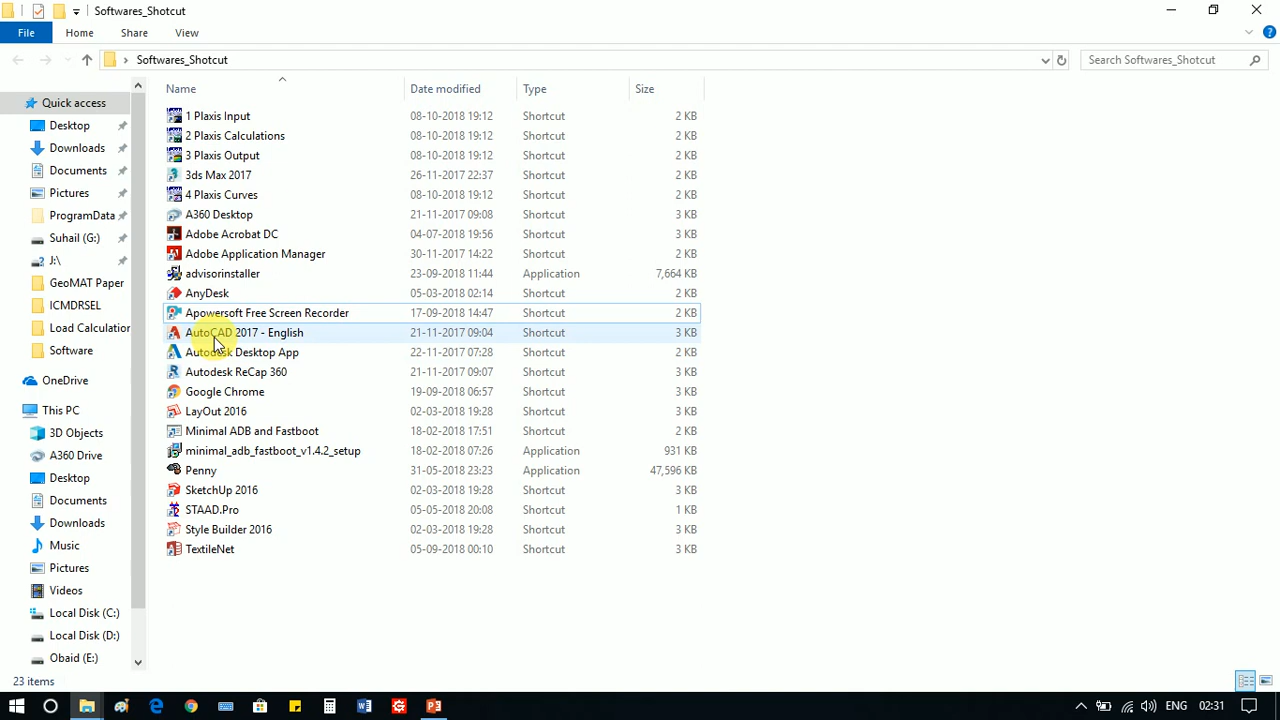 Softwares_Shotcut
File Home Share View
Softwares_Shotcut Search Softwares_Shotcut
Name Date modified Type Size
Quick access
Desktop
Downloads
Documents
Pictures
ProgramData
Suhail (G:)
J:\
GeoMAT Paper
ICMDRSEL
Load Calculation
Software
OneDrive
This PC
3D Objects
A360 Drive
Desktop
Documents
Downloads
Music
Pictures
Videos
Local Disk (C:)
Local Disk (D:)
Obaid (E:)
1 Plaxis Input 08-10-2018 19:12 Shortcut 2 KB
2 Plaxis Calculations 08-10-2018 19:12 Shortcut 2 KB
3 Plaxis Output 08-10-2018 19:12 Shortcut 2 KB
3ds Max 2017 26-11-2017 22:37 Shortcut 2 KB
4 Plaxis Curves 08-10-2018 19:12 Shortcut 2 KB
A360 Desktop 21-11-2017 09:08 Shortcut 3 KB
Adobe Acrobat DC 04-07-2018 19:56 Shortcut 3 KB
Adobe Application Manager 30-11-2017 14:22 Shortcut 2 KB
advisorinstaller 23-09-2018 11:44 Application 7,664 KB
AnyDesk 05-03-2018 02:14 Shortcut 2 KB
Apowersoft Free Screen Recorder 17-09-2018 14:47 Shortcut 2 KB
AutoCAD 2017 - English 21-11-2017 09:04 Shortcut 3 KB
Autodesk Desktop App 22-11-2017 07:28 Shortcut 2 KB
Autodesk ReCap 360 21-11-2017 09:07 Shortcut 3 KB
Google Chrome 19-09-2018 06:57 Shortcut 3 KB
LayOut 2016 02-03-2018 19:28 Shortcut 3 KB
Minimal ADB and Fastboot 18-02-2018 17:51 Shortcut 2 KB
minimal_adb_fastboot_v1.4.2_setup 18-02-2018 07:26 Application 931 KB
Penny 31-05-2018 23:23 Application 47,596 KB
SketchUp 2016 02-03-2018 19:28 Shortcut 3 KB
STAAD.Pro 05-05-2018 20:08 Shortcut 1 KB
Style Builder 2016 02-03-2018 19:28 Shortcut 3 KB
TextileNet 05-09-2018 00:10 Shortcut 3 KB
23 items
ENG 02:31